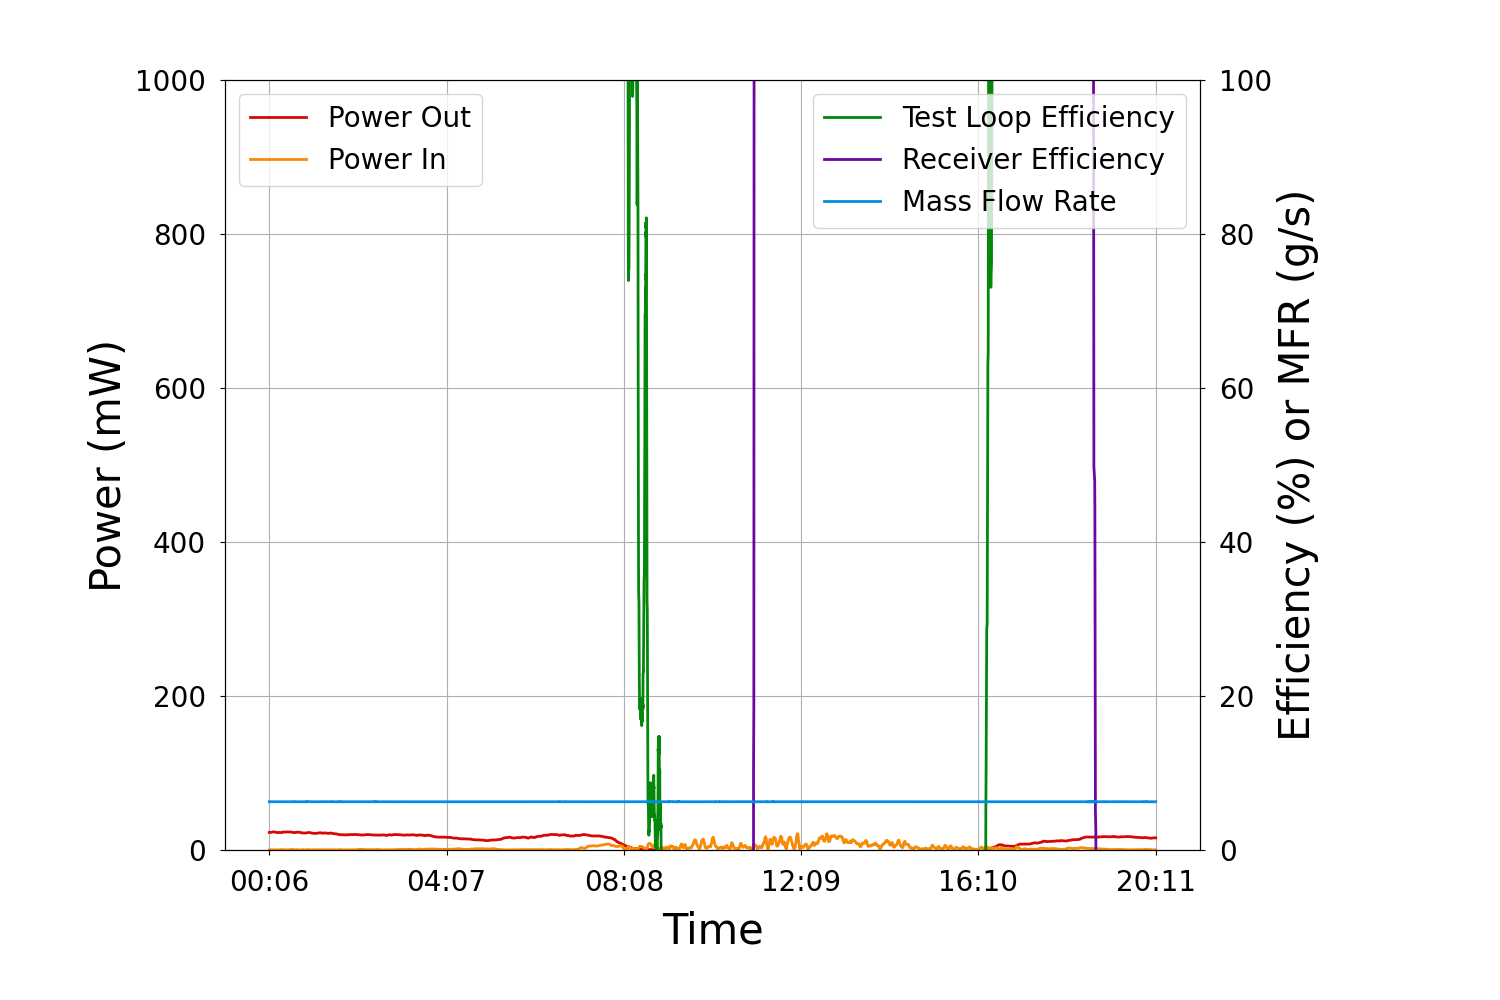 1000
800
600
400
200
0
Power (mW)
Power Out
Power In
Test Loop Efficiency
Receiver Efficiency
Mass Flow Rate
100
80
60
40
20
0
Efficiency (%) or MFR (g/s)
00:06 04:07 08:08 12:09 16:10 20:11
Time